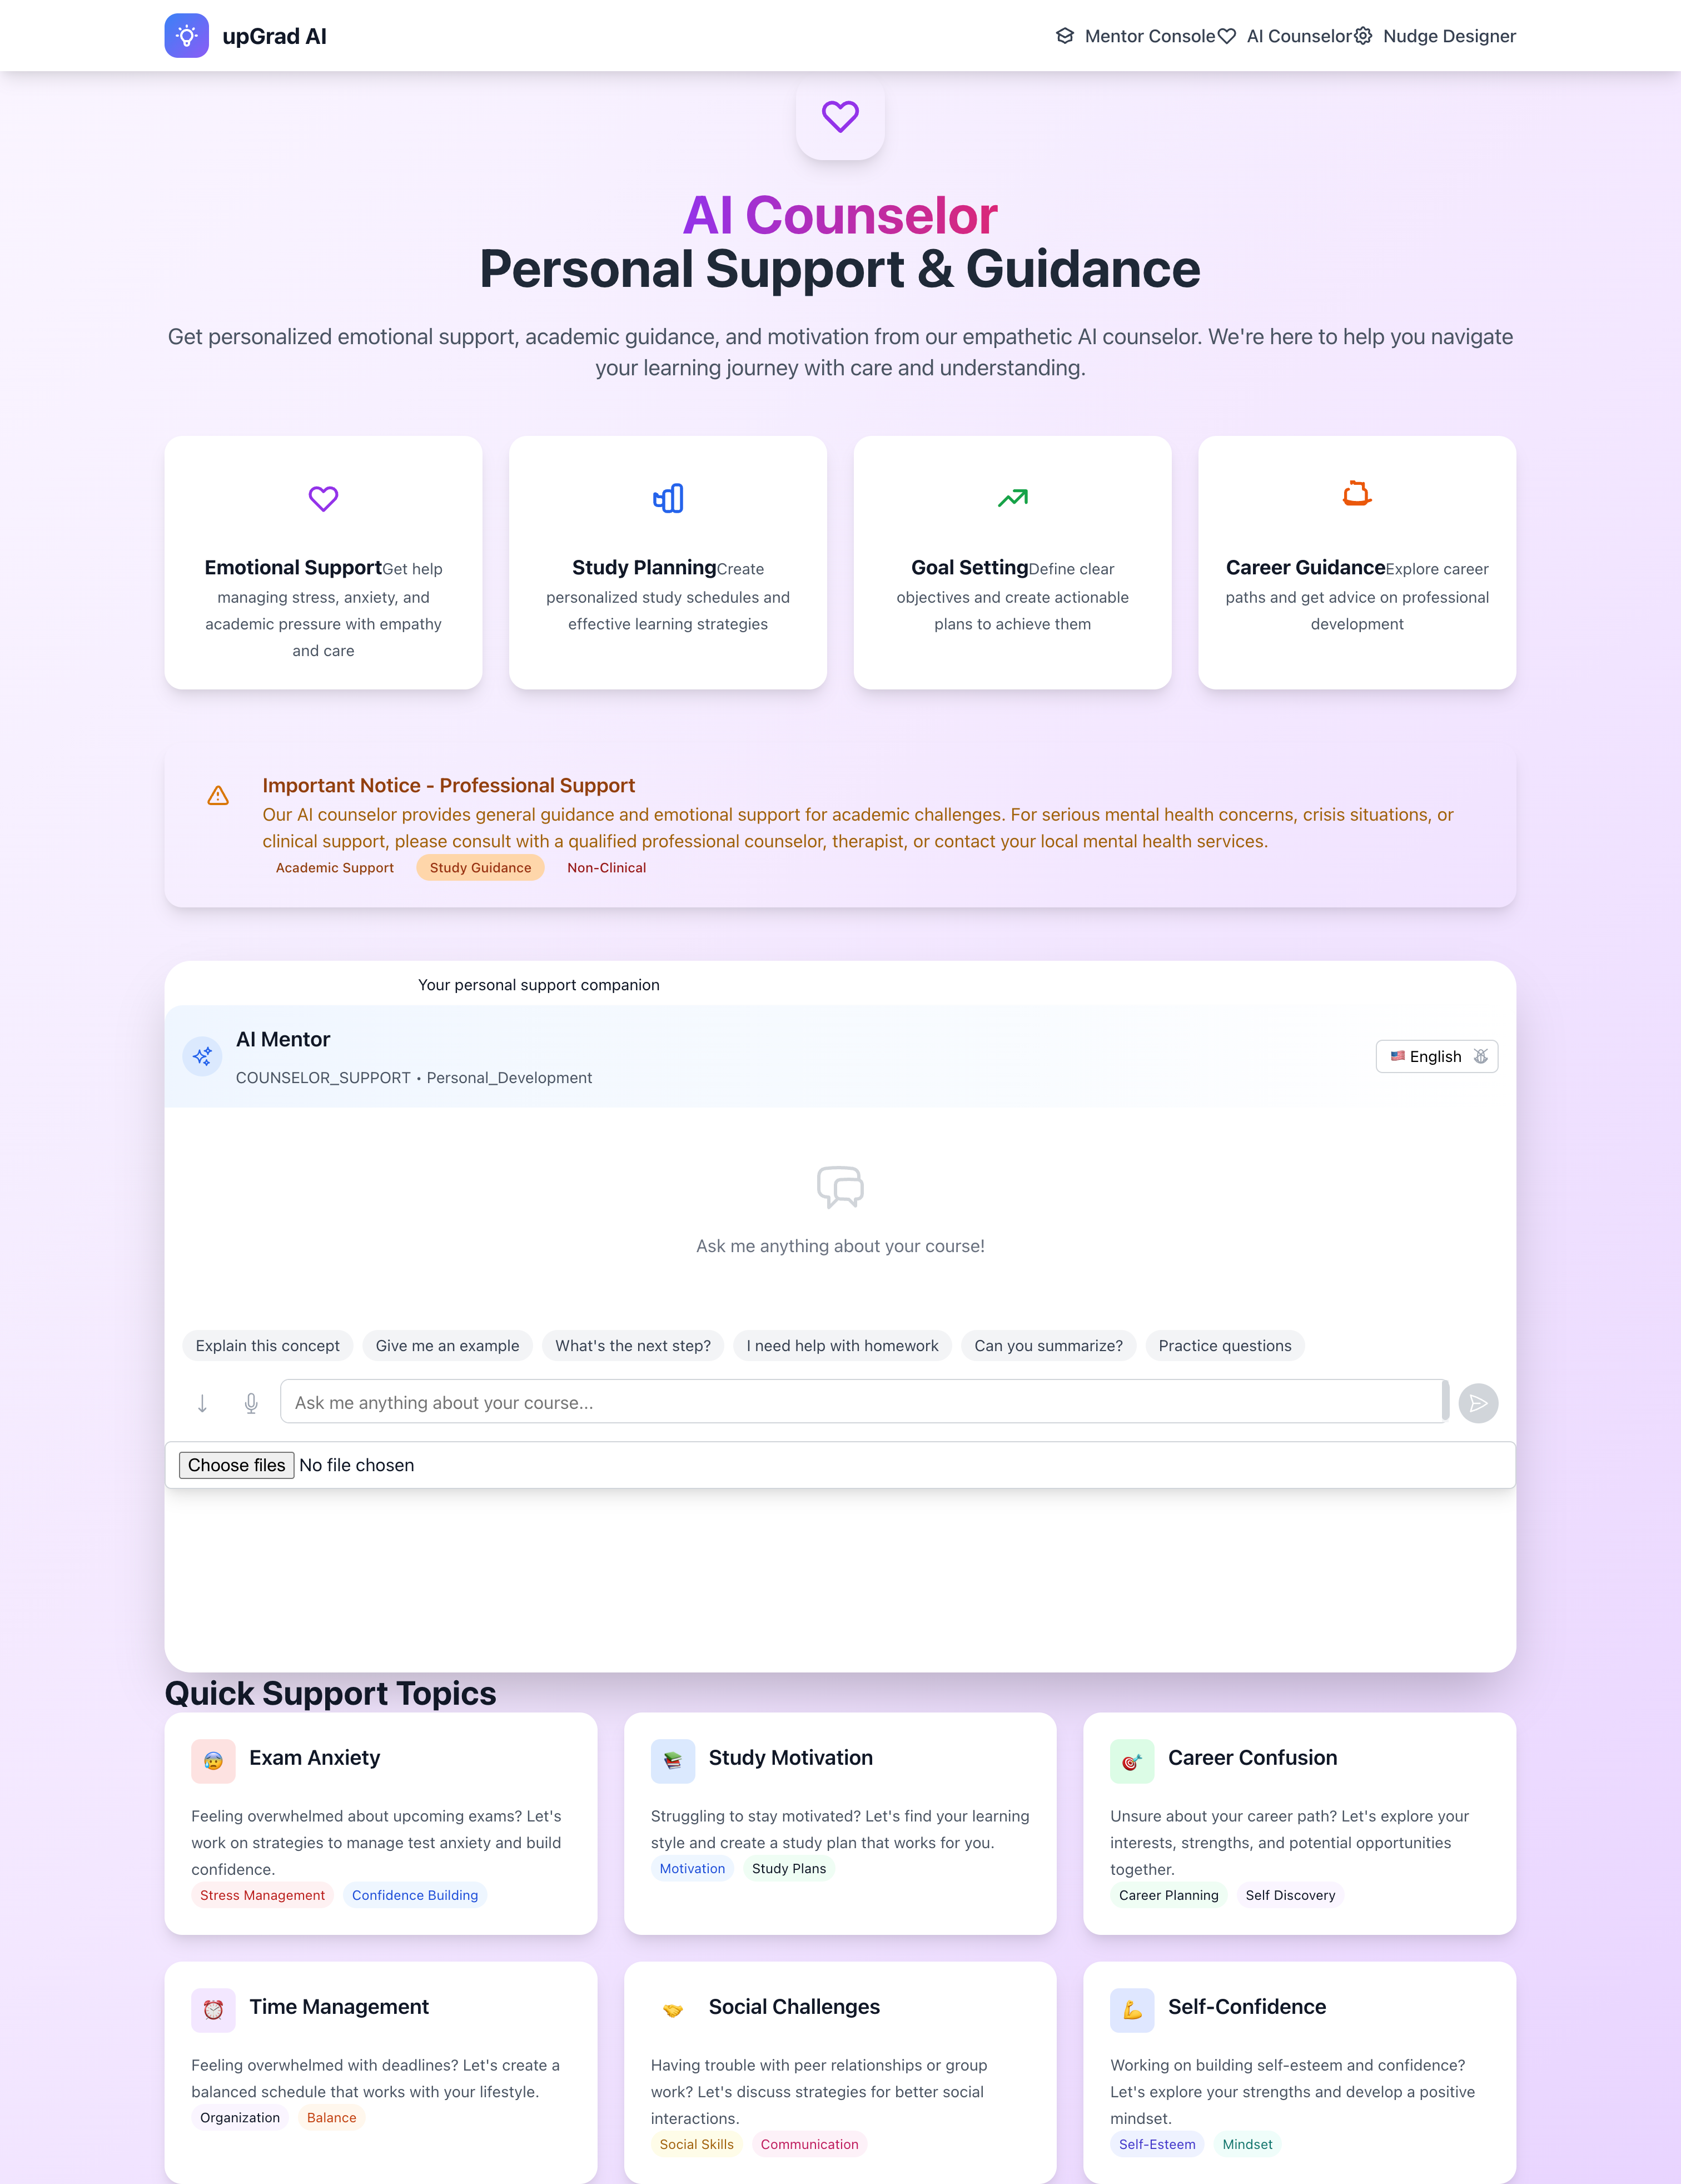 upGrad AI
Mentor Console
AI Counselor
Nudge Designer
AI Counselor
Personal Support & Guidance
Get personalized emotional support, academic guidance, and motivation from our empathetic AI counselor. We're here to help you navigate
your learning journey with care and understanding.
Emotional SupportGet help
managing stress, anxiety, and
academic pressure with empathy
and care
Study PlanningCreate
personalized study schedules and
effective learning strategies
Goal SettingDefine clear
objectives and create actionable
plans to achieve them
Career GuidanceExplore career
paths and get advice on professional
development
Important Notice - Professional Support
Our AI counselor provides general guidance and emotional support for academic challenges. For serious mental health concerns, crisis situations, or
clinical support, please consult with a qualified professional counselor, therapist, or contact your local mental health services.
Academic Support
Study Guidance
Non-Clinical
Your personal support companion
AI Mentor
COUNSELOR_SUPPORT • Personal_Development
English
Ask me anything about your course!
Explain this concept
Give me an example
What's the next step?
I need help with homework
Can you summarize?
Practice questions
Ask me anything about your course...
Choose files No file chosen
Quick Support Topics
Exam Anxiety
Feeling overwhelmed about upcoming exams? Let's
work on strategies to manage test anxiety and build
confidence.
Stress Management
Confidence Building
Study Motivation
Struggling to stay motivated? Let's find your learning
style and create a study plan that works for you.
Motivation
Study Plans
Career Confusion
Unsure about your career path? Let's explore your
interests, strengths, and potential opportunities
together.
Career Planning
Self Discovery
Time Management
Feeling overwhelmed with deadlines? Let's create a
balanced schedule that works with your lifestyle.
Organization
Balance
Social Challenges
Having trouble with peer relationships or group
work? Let's discuss strategies for better social
interactions.
Social Skills
Communication
Self-Confidence
Working on building self-esteem and confidence?
Let's explore your strengths and develop a positive
mindset.
Self-Esteem
Mindset